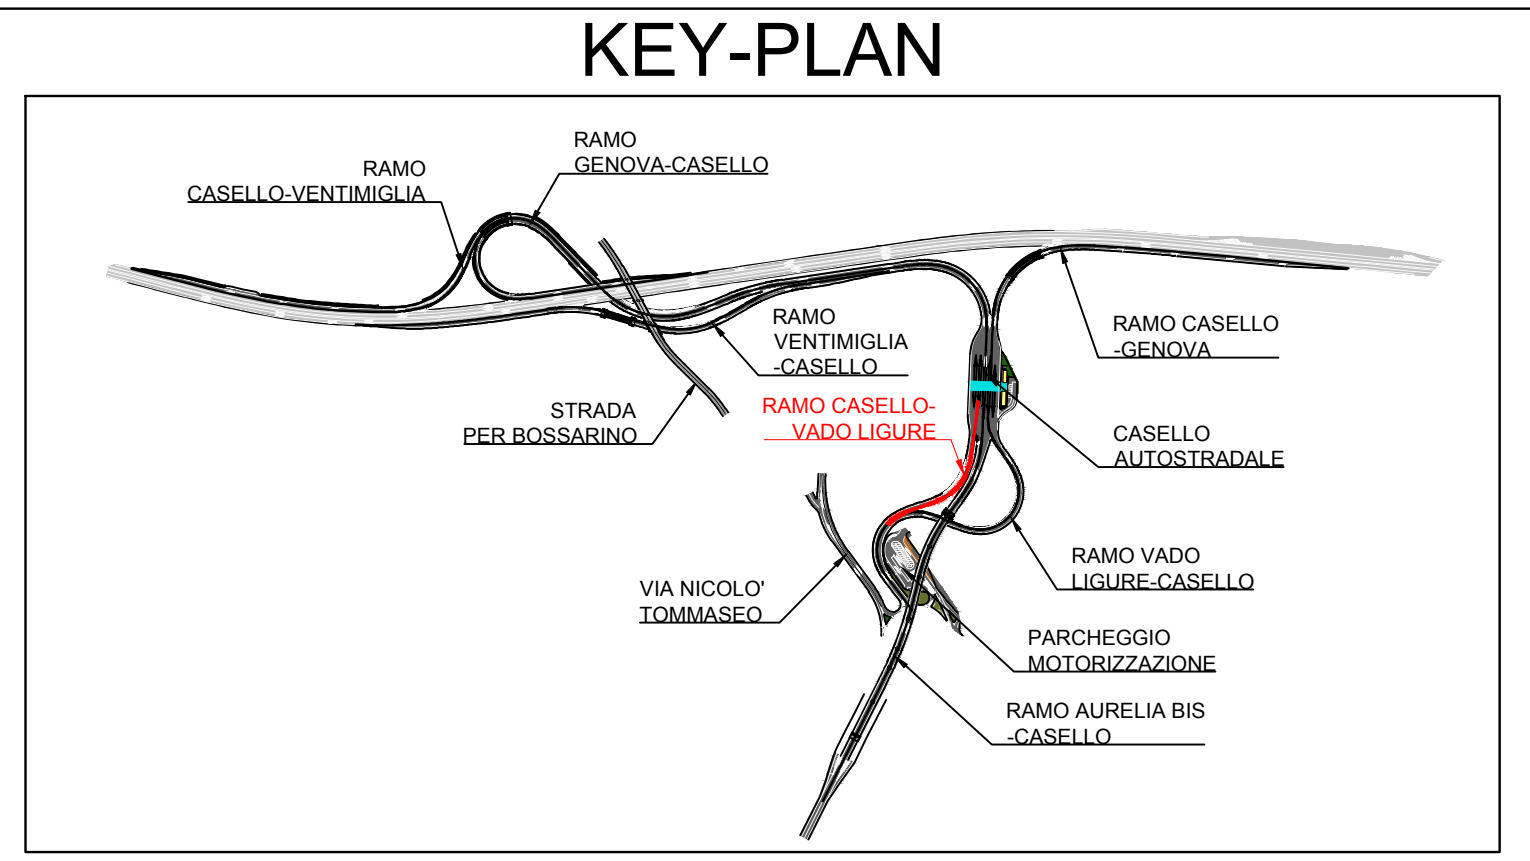 KEY-PLAN
RAMO
GENOVA-CASELLO
RAMO
CASELLO-VENTIMIGLIA
RAMO
VENTIMIGLIA
-CASELLO
RAMO CASELLO
-GENOVA
STRADA
PER BOSSARINO
RAMO CASELLO-
VADO LIGURE
CASELLO
AUTOSTRADALE
VIA NICOLO'
TOMMASEO
RAMO VADO
LIGURE-CASELLO
PARCHEGGIO
MOTORIZZAZIONE
RAMO AURELIA BIS
-CASELLO